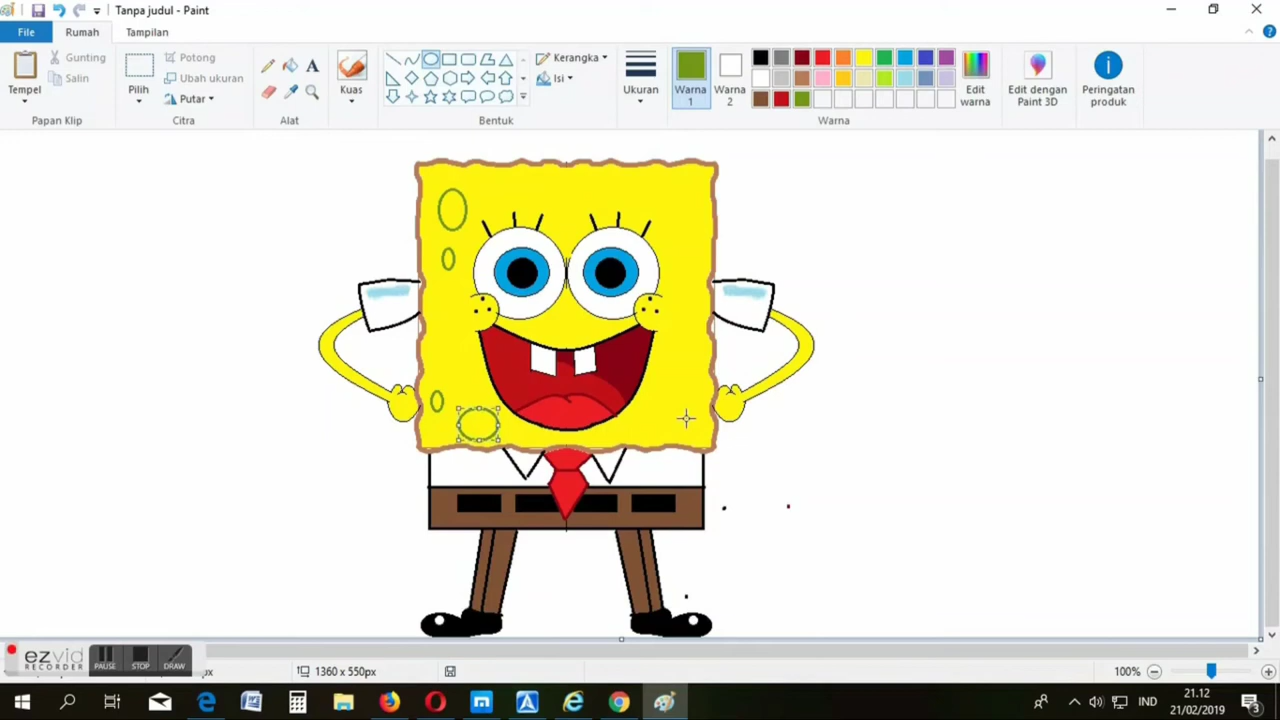 Tanpa judul - Paint
File
Rumah
Tampilan
Tempel
Gunting
Salin
Papan Klip
Pilih
Potong
Ubah ukuran
Putar
Citra
Alat
Kuas
Kerangka
Isi
Bentuk
Ukuran
Warna 1
Warna 2
Edit warna
Warna
Edit dengan Paint 3D
Peringatan produk
ezvid
RECORDER
PAUSE
STOP
DRAW
1360 x 550piks
100%
IND
21.12
21/02/2019